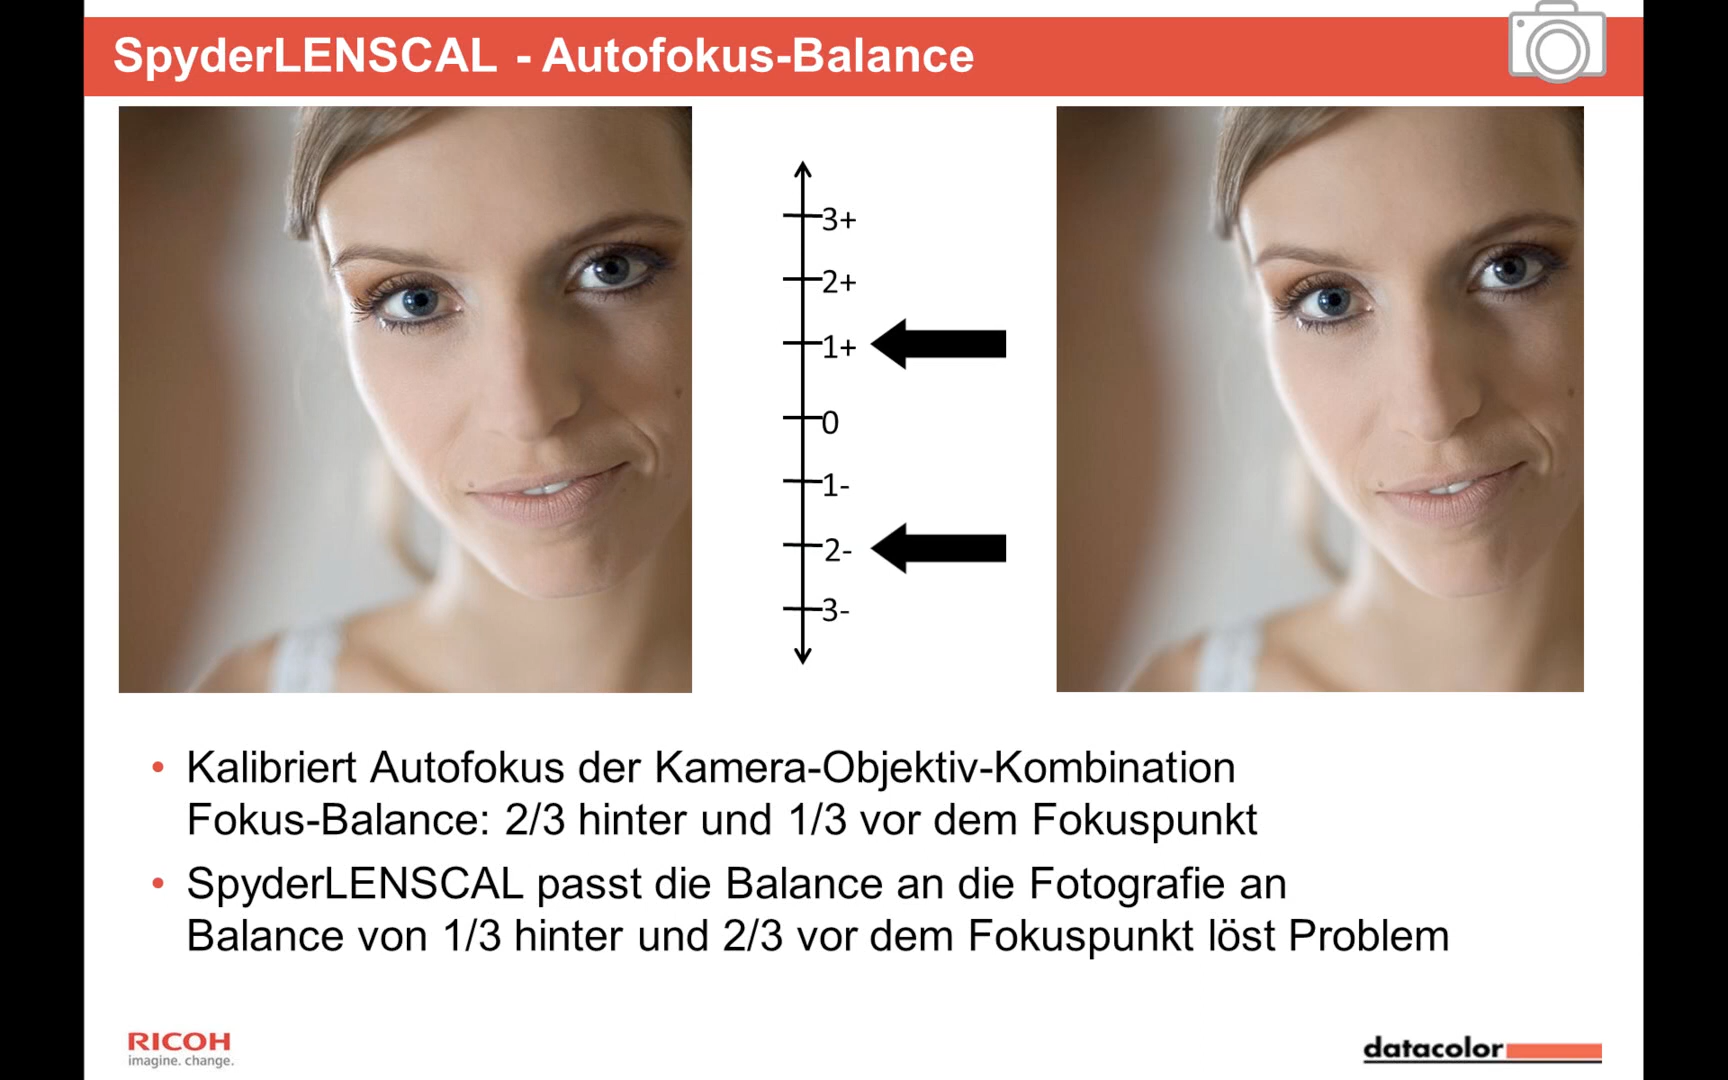 SpyderLENSCAL - Autofokus-Balance
3+
2+
1+
0
1-
2-
3-
• Kalibriert Autofokus der Kamera-Objektiv-Kombination
Fokus-Balance: 2/3 hinter und 1/3 vor dem Fokuspunkt
• SpyderLENSCAL passt die Balance an die Fotografie an
Balance von 1/3 hinter und 2/3 vor dem Fokuspunkt löst Problem
RICOH
imagine. change.
datacolor